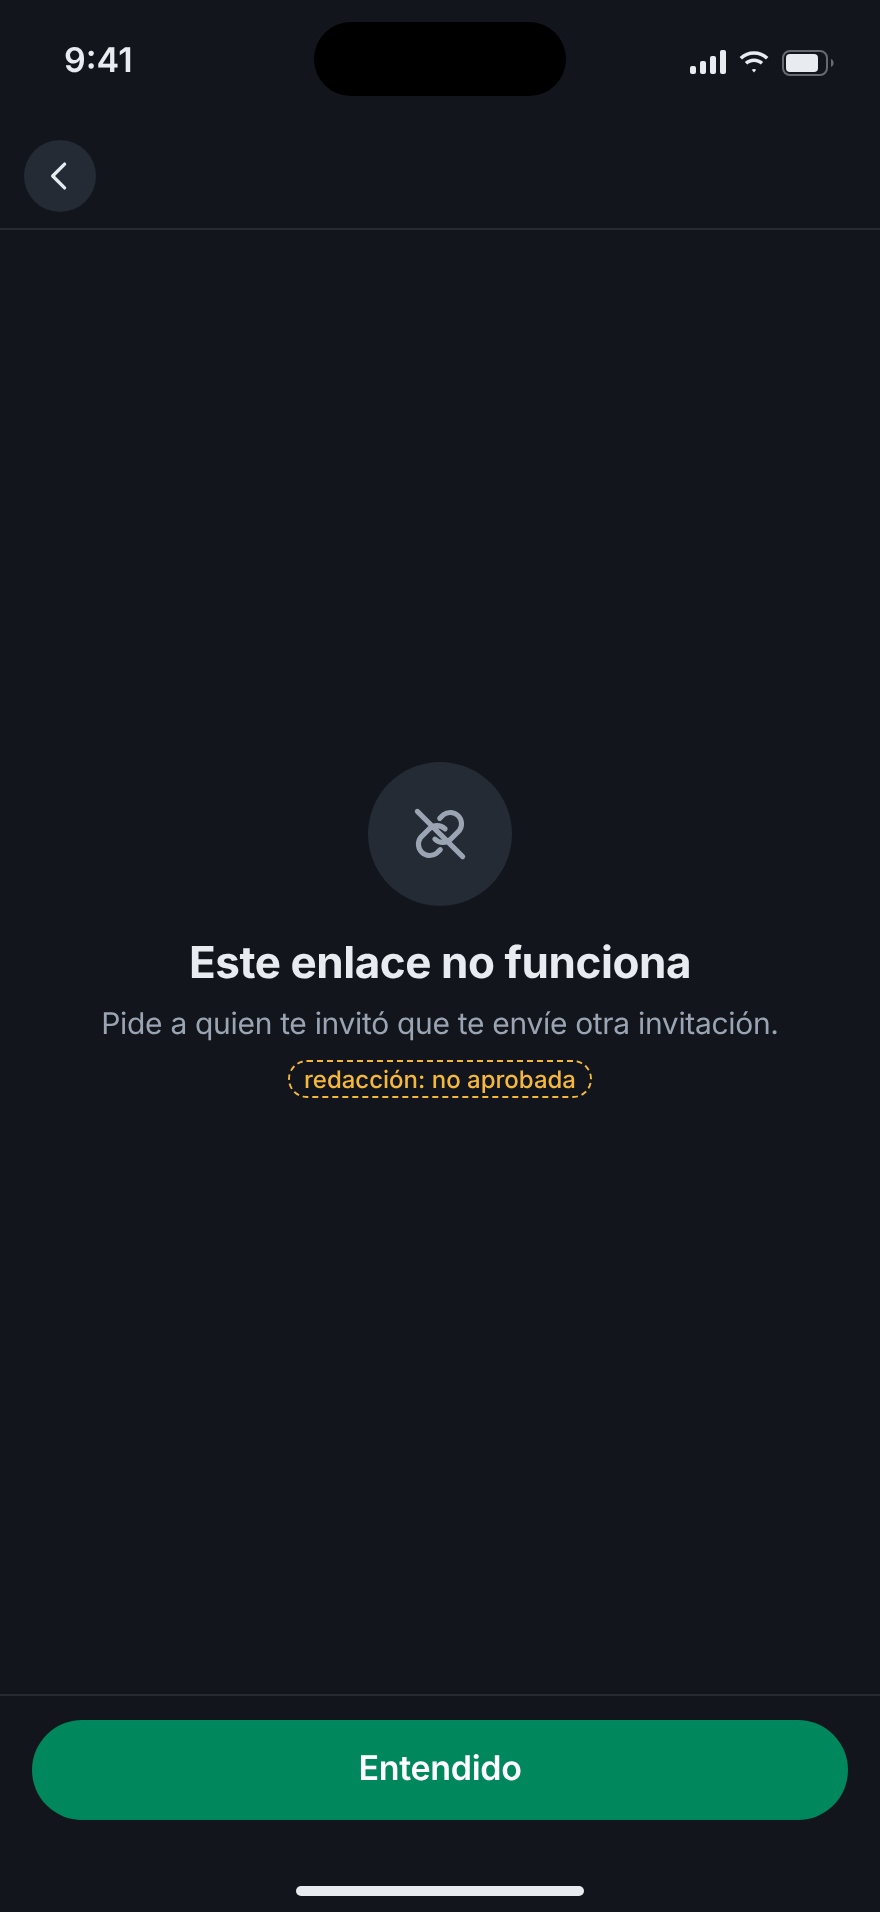 9:41
Este enlace no funciona
Pide a quien te invitó que te envíe otra invitación.
redacción: no aprobada
Entendido